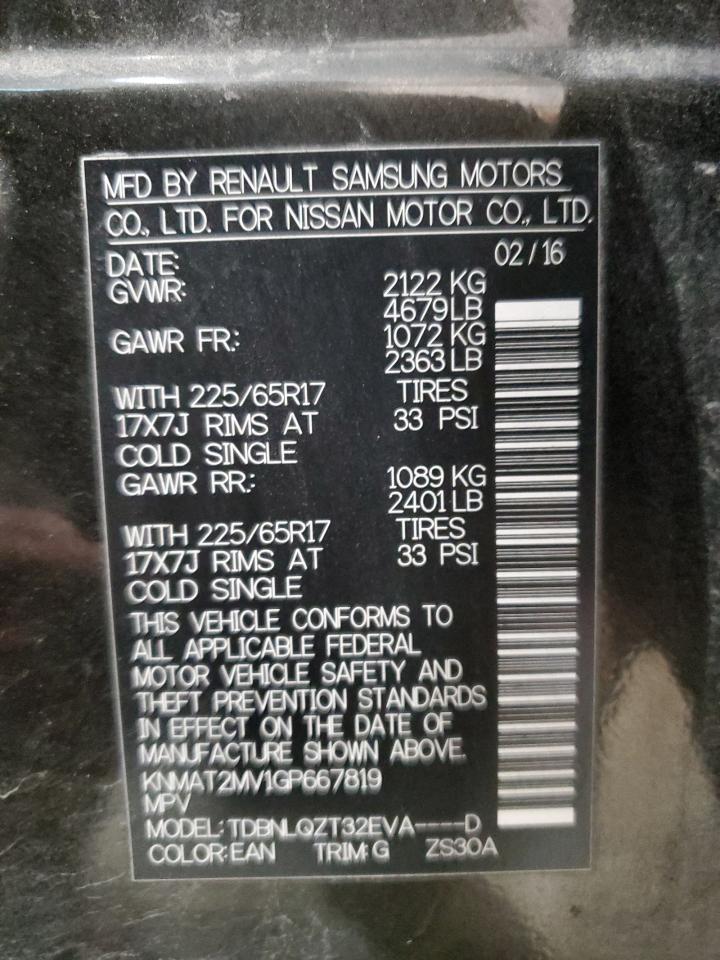 MFD BY RENAULT SAMSUNG MOTORS
CO., LTD. FOR NISSAN MOTOR CO., LTD.
DATE: 02 / 16
GVWR: 2122 KG
4679 LB
GAWR FR.: 1072 KG
2363 LB
WITH 225/65R17 TIRES
17X7J RIMS AT 33 PSI
COLD SINGLE
GAWR RR.: 1089 KG
2401 LB
WITH 225/65R17 TIRES
17X7J RIMS AT 33 PSI
COLD SINGLE
THIS VEHICLE CONFORMS TO
ALL APPLICABLE FEDERAL
MOTOR VEHICLE SAFETY AND
THEFT PREVENTION STANDARDS
IN EFFECT ON THE DATE OF
MANUFACTURE SHOWN ABOVE.
KNMAT2MV1GP667819
MPV
MODEL: TDBNLQZT32EVA----D
COLOR: EAN TRIM: G ZS30A